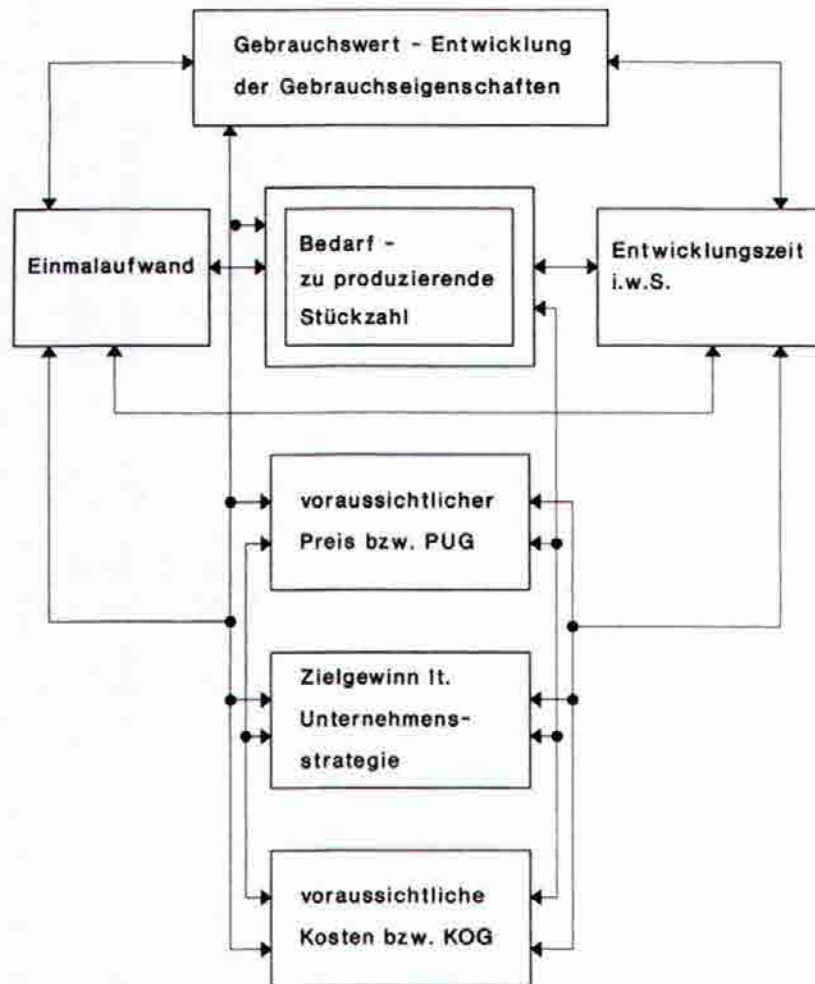 Gebrauchswert - Entwicklung
der Gebrauchseigenschaften
Einmalaufwand
Bedarf -
zu produzierende
Stückzahl
Entwicklungszeit
i.w.S.
voraussichtlicher
Preis bzw. PUG
Zielgewinn lt.
Unternehmens-
strategie
voraussichtliche
Kosten bzw. KOG